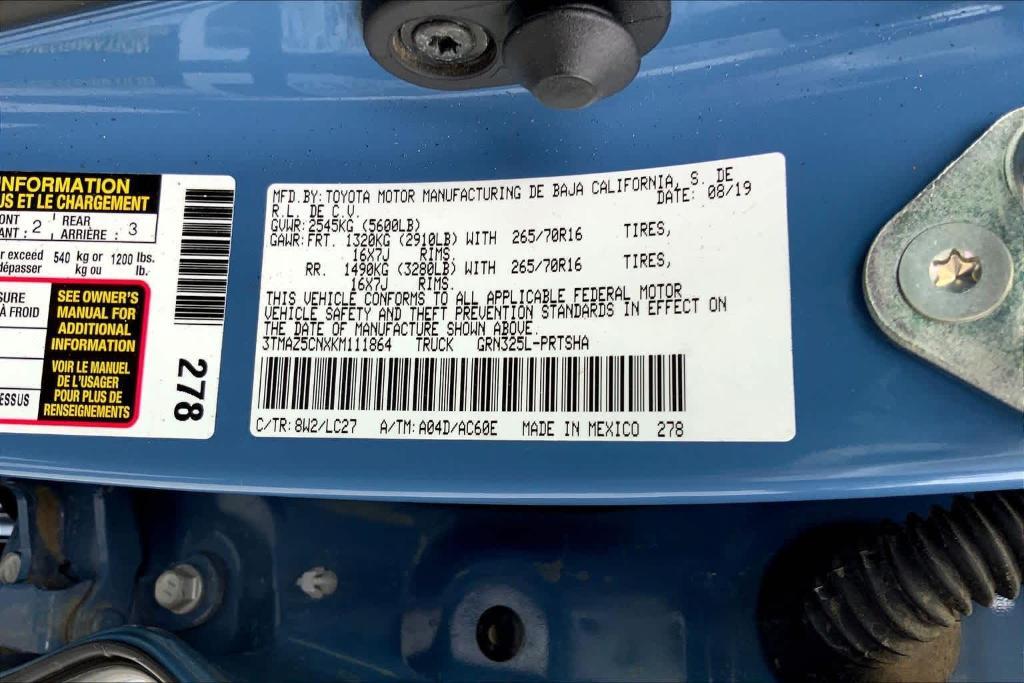 INFORMATION
US ET LE CHARGEMENT
2
REAR
ARRIÈRE : 3
er exceed 540 kg or 1200 lbs.
dépasser kg ou lb.
SURE
À FROID
SEE OWNER'S
MANUAL FOR
ADDITIONAL
INFORMATION
VOIR LE MANUEL
DE L'USAGER
POUR PLUS DE
RENSEIGNEMENTS
278
MFD.BY:TOYOTA MOTOR MANUFACTURING DE BAJA CALIFORNIA, S. DE
R.L. DE C.V. DATE: 08/19
GVWR:2545KG (5600LB)
GAWR:FRT. 1320KG (2910LB) WITH 265/70R16 TIRES,
16X7J RIMS.
RR. 1490KG (3280LB) WITH 265/70R16 TIRES,
16X7J RIMS.
THIS VEHICLE CONFORMS TO ALL APPLICABLE FEDERAL MOTOR
VEHICLE SAFETY AND THEFT PREVENTION STANDARDS IN EFFECT ON
THE DATE OF MANUFACTURE SHOWN ABOVE.
3TMAZ5CNXKM111864 TRUCK GRN325L-PRTSHA
C/TR:8W2/LC27 A/TM:A04D/AC60E MADE IN MEXICO 278